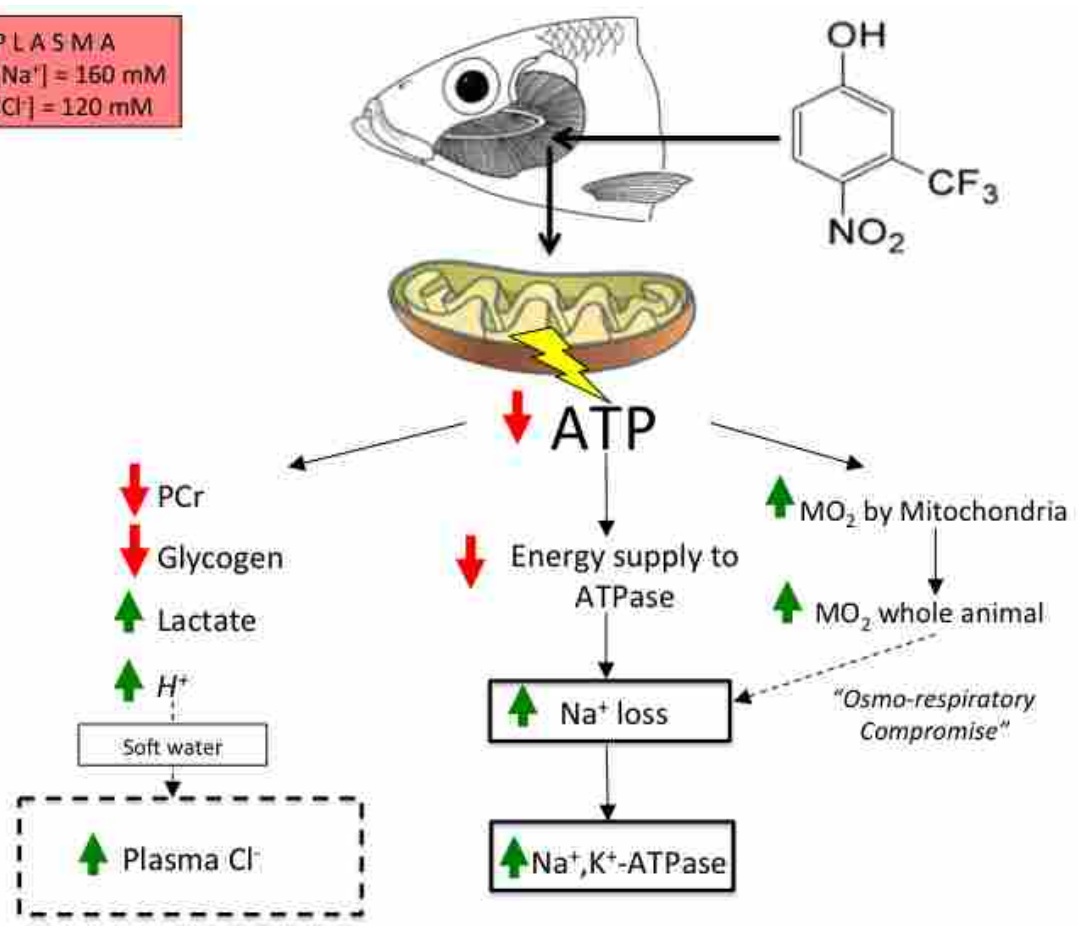 PLASMA
Na⁺] = 160 mM
Cl⁻] = 120 mM
OH
CF₃
NO₂
ATP
PCr
Glycogen
Lactate
H⁺
Soft water
Plasma Cl⁻
Energy supply to
ATPase
Na⁺ loss
Na⁺,K⁺-ATPase
MO₂ by Mitochondria
MO₂ whole animal
"Osmo-respiratory
Compromise"